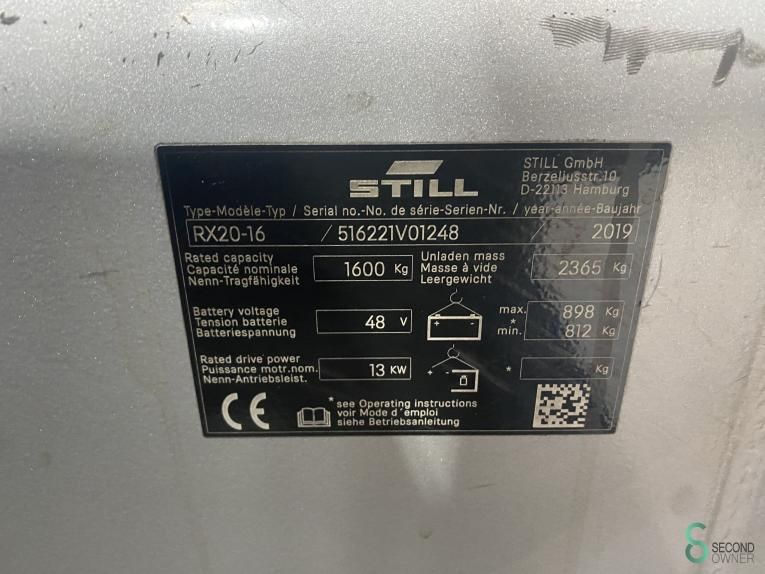 STILL
STILL GmbH
Berzeliusstr.10
D-22113 Hamburg
Type-Modèle-Typ / Serial no.-No. de série-Serien-Nr. / year-année-Baujahr
RX20-16 / 516221V01248 / 2019
Rated capacity
Capacité nominale
Nenn-Tragfähigkeit
1600 Kg
Unladen mass
Masse à vide
Leergewicht
2365 Kg
Battery voltage
Tension batterie
Batteriespannung
48 V
+ -
max. 898 Kg
*
min. 812 Kg
Rated drive power
Puissance motr.nom.
Nenn-Antriebsleist.
13 KW
+ -
* Kg
CE
* see Operating instructions
voir Mode d'emploi
siehe Betriebsanleitung
SECOND
OWNER